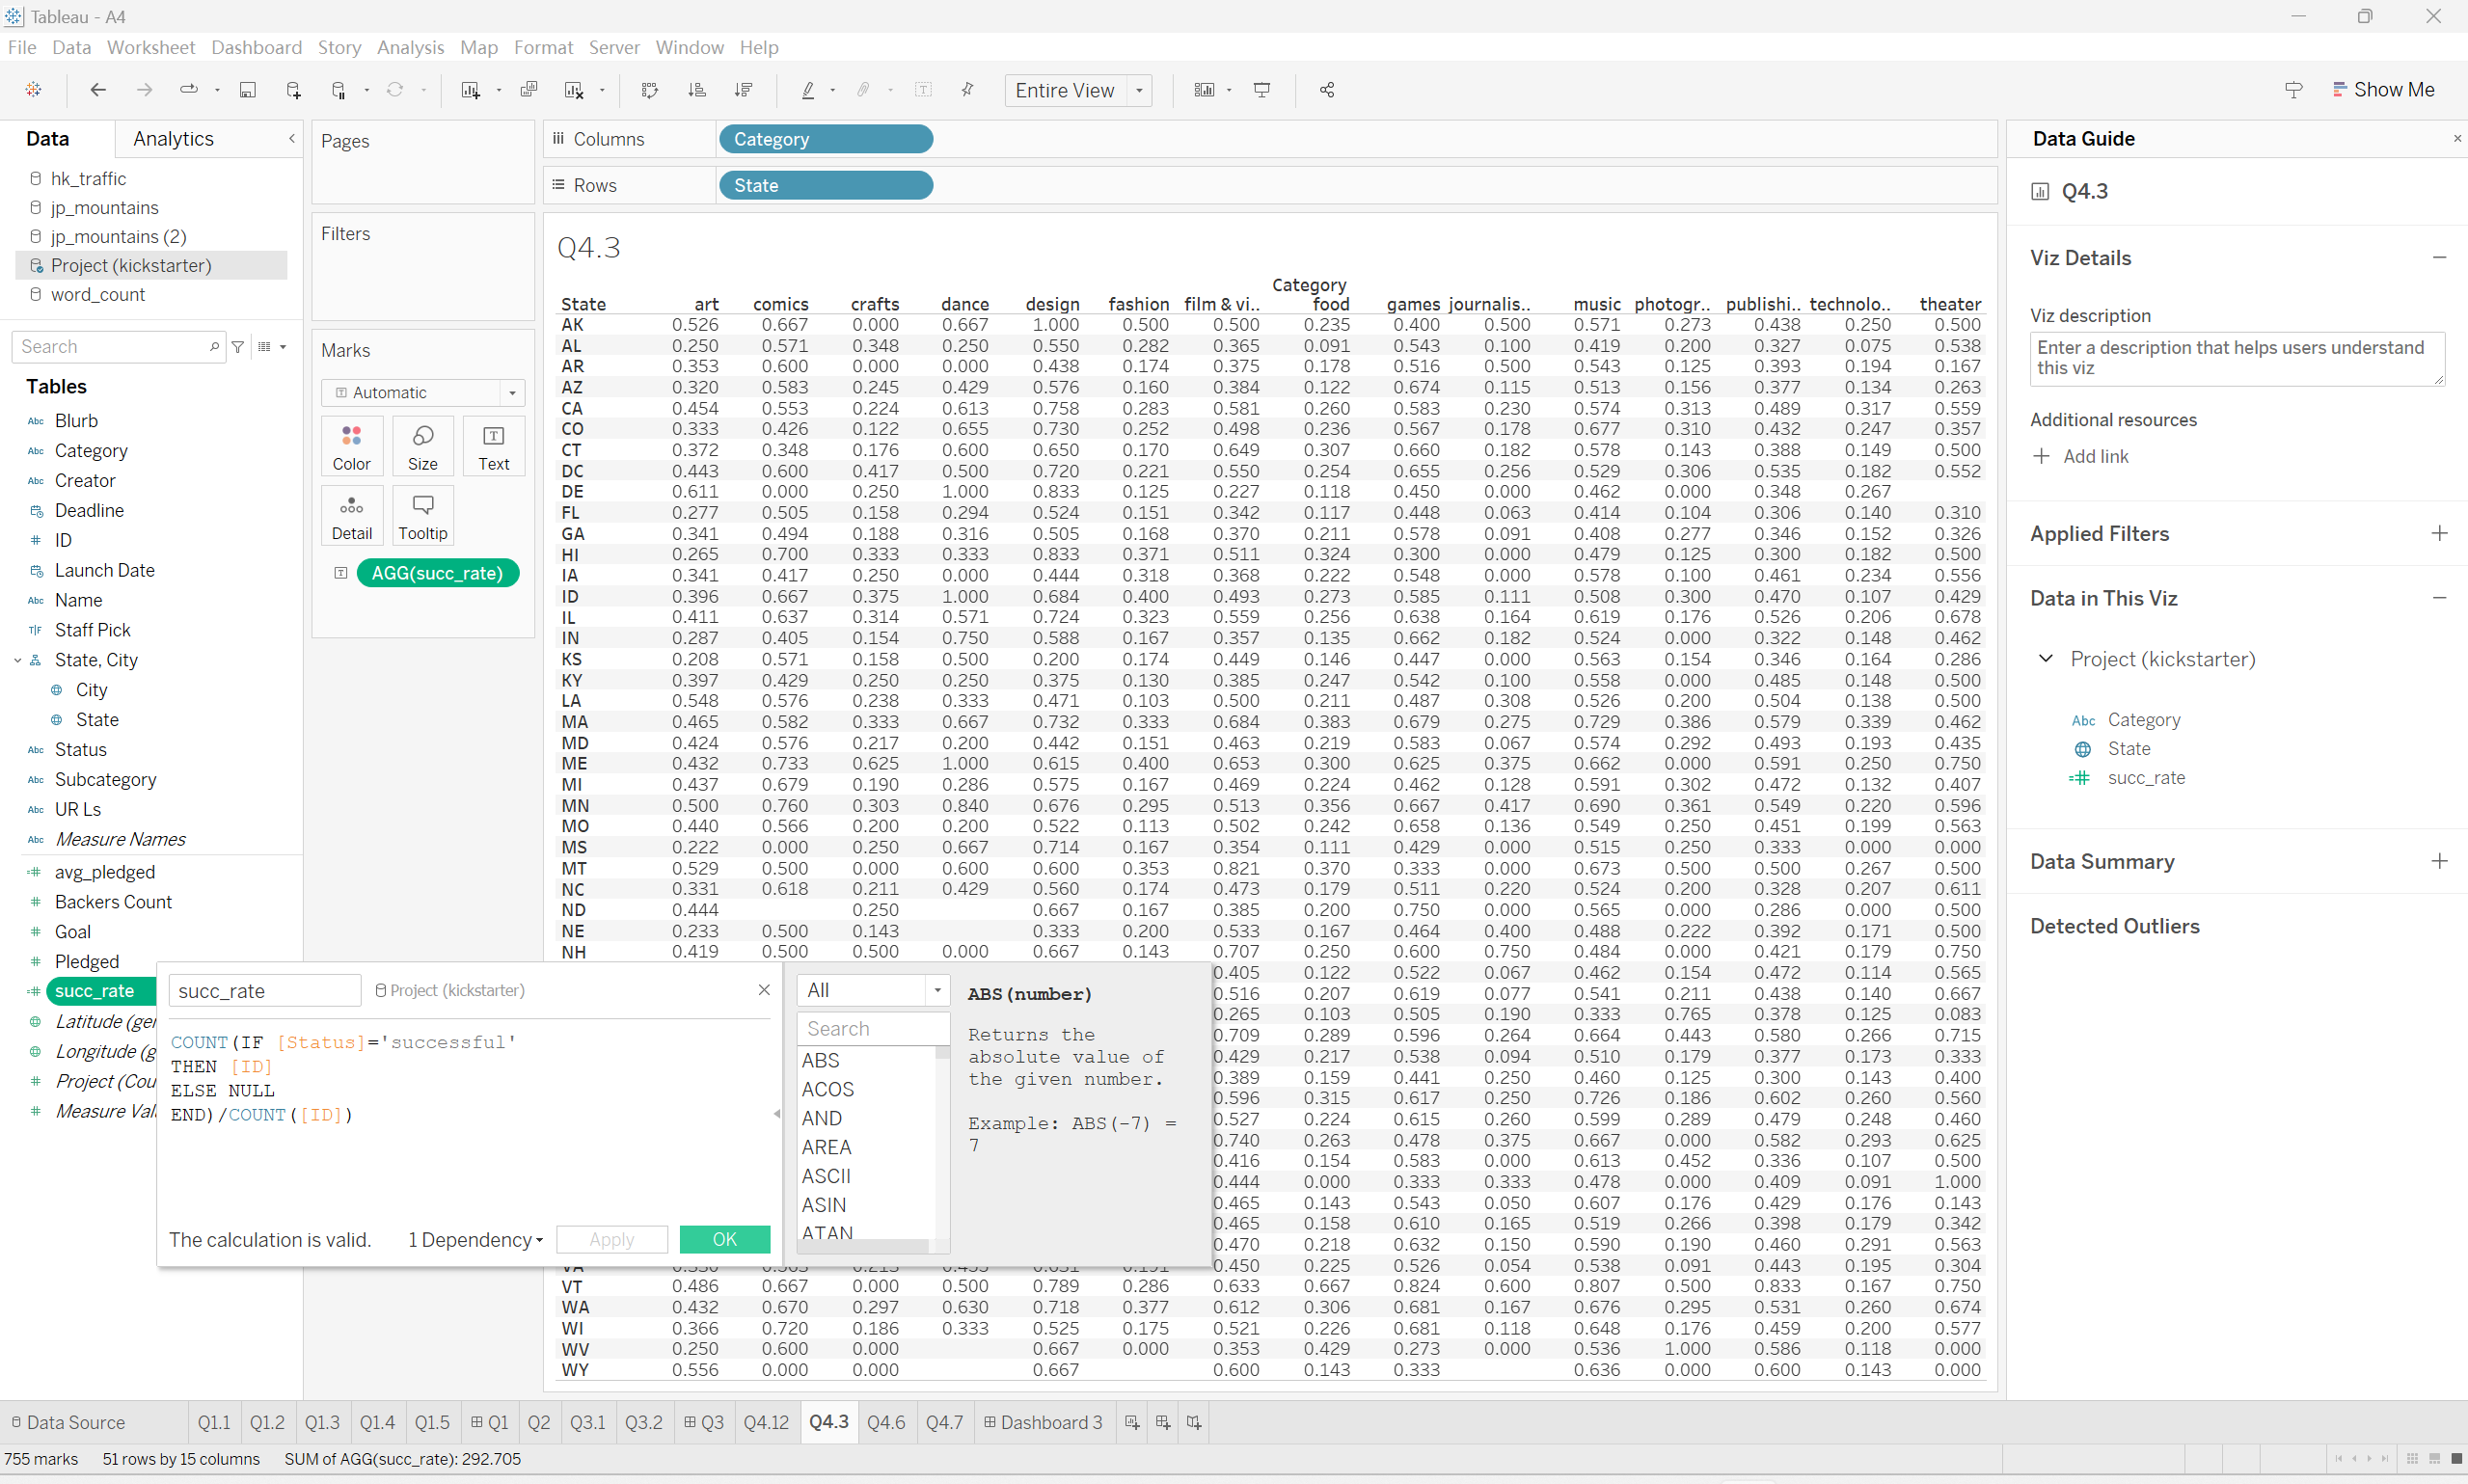 Tableau - A4
File Data Worksheet Dashboard Story Analysis Map Format Server Window Help
Entire View
Show Me
Data
Analytics
hk_traffic
jp_mountains
jp_mountains (2)
Project (kickstarter)
word_count
Search
Tables
Abc Blurb
Abc Category
Abc Creator
Deadline
# ID
Launch Date
Abc Name
T|F Staff Pick
State, City
City
State
Abc Status
Abc Subcategory
Abc UR Ls
Abc Measure Names
=# avg_pledged
# Backers Count
# Goal
# Pledged
=# succ_rate
Latitude (gen
Longitude (g
# Project (Cou
# Measure Val
Pages
Filters
Marks
Automatic
Color
Size
Text
Detail
Tooltip
AGG(succ_rate)
Columns
Category
Rows
State
Q4.3
Category
State art comics crafts dance design fashion film & vi.. food games journalis.. music photogr.. publishi.. technolo.. theater
AK 0.526 0.667 0.000 0.667 1.000 0.500 0.500 0.235 0.400 0.500 0.571 0.273 0.438 0.250 0.500
AL 0.250 0.571 0.348 0.250 0.550 0.282 0.365 0.091 0.543 0.100 0.419 0.200 0.327 0.075 0.538
AR 0.353 0.600 0.000 0.000 0.438 0.174 0.375 0.178 0.516 0.500 0.543 0.125 0.393 0.194 0.167
AZ 0.320 0.583 0.245 0.429 0.576 0.160 0.384 0.122 0.674 0.115 0.513 0.156 0.377 0.134 0.263
CA 0.454 0.553 0.224 0.613 0.758 0.283 0.581 0.260 0.583 0.230 0.574 0.313 0.489 0.317 0.559
CO 0.333 0.426 0.122 0.655 0.730 0.252 0.498 0.236 0.567 0.178 0.677 0.310 0.432 0.247 0.357
CT 0.372 0.348 0.176 0.600 0.650 0.170 0.649 0.307 0.660 0.182 0.578 0.143 0.388 0.149 0.500
DC 0.443 0.600 0.417 0.500 0.720 0.221 0.550 0.254 0.655 0.256 0.529 0.306 0.535 0.182 0.552
DE 0.611 0.000 0.250 1.000 0.833 0.125 0.227 0.118 0.450 0.000 0.462 0.000 0.348 0.267
FL 0.277 0.505 0.158 0.294 0.524 0.151 0.342 0.117 0.448 0.063 0.414 0.104 0.306 0.140 0.310
GA 0.341 0.494 0.188 0.316 0.505 0.168 0.370 0.211 0.578 0.091 0.408 0.277 0.346 0.152 0.326
HI 0.265 0.700 0.333 0.333 0.833 0.371 0.511 0.324 0.300 0.000 0.479 0.125 0.300 0.182 0.500
IA 0.341 0.417 0.250 0.000 0.444 0.318 0.368 0.222 0.548 0.000 0.578 0.100 0.461 0.234 0.556
ID 0.396 0.667 0.375 1.000 0.684 0.400 0.493 0.273 0.585 0.111 0.508 0.300 0.470 0.107 0.429
IL 0.411 0.637 0.314 0.571 0.724 0.323 0.559 0.256 0.638 0.164 0.619 0.176 0.526 0.206 0.678
IN 0.287 0.405 0.154 0.750 0.588 0.167 0.357 0.135 0.662 0.182 0.524 0.000 0.322 0.148 0.462
KS 0.208 0.571 0.158 0.500 0.200 0.174 0.449 0.146 0.447 0.000 0.563 0.154 0.346 0.164 0.286
KY 0.397 0.429 0.250 0.250 0.375 0.130 0.385 0.247 0.542 0.100 0.558 0.000 0.485 0.148 0.500
LA 0.548 0.576 0.238 0.333 0.471 0.103 0.500 0.211 0.487 0.308 0.526 0.200 0.504 0.138 0.500
MA 0.465 0.582 0.333 0.667 0.732 0.333 0.684 0.383 0.679 0.275 0.729 0.386 0.579 0.339 0.462
MD 0.424 0.576 0.217 0.200 0.442 0.151 0.463 0.219 0.583 0.067 0.574 0.292 0.493 0.193 0.435
ME 0.432 0.733 0.625 1.000 0.615 0.400 0.653 0.300 0.625 0.375 0.662 0.000 0.591 0.250 0.750
MI 0.437 0.679 0.190 0.286 0.575 0.167 0.469 0.224 0.462 0.128 0.591 0.302 0.472 0.132 0.407
MN 0.500 0.760 0.303 0.840 0.676 0.295 0.513 0.356 0.667 0.417 0.690 0.361 0.549 0.220 0.596
MO 0.440 0.566 0.200 0.200 0.522 0.113 0.502 0.242 0.658 0.136 0.549 0.250 0.451 0.199 0.563
MS 0.222 0.000 0.250 0.667 0.714 0.167 0.354 0.111 0.429 0.000 0.515 0.250 0.333 0.000 0.000
MT 0.529 0.500 0.000 0.600 0.600 0.353 0.821 0.370 0.333 0.000 0.673 0.500 0.500 0.267 0.500
NC 0.331 0.618 0.211 0.429 0.560 0.174 0.473 0.179 0.511 0.220 0.524 0.200 0.328 0.207 0.611
ND 0.444 0.250 0.667 0.167 0.385 0.200 0.750 0.000 0.565 0.000 0.286 0.000 0.500
NE 0.233 0.500 0.143 0.333 0.200 0.533 0.167 0.464 0.400 0.488 0.222 0.392 0.171 0.500
NH 0.419 0.500 0.500 0.000 0.667 0.143 0.707 0.250 0.600 0.750 0.484 0.000 0.421 0.179 0.750
0.405 0.122 0.522 0.067 0.462 0.154 0.472 0.114 0.565
0.516 0.207 0.619 0.077 0.541 0.211 0.438 0.140 0.667
0.265 0.103 0.505 0.190 0.333 0.765 0.378 0.125 0.083
0.709 0.289 0.596 0.264 0.664 0.443 0.580 0.266 0.715
0.429 0.217 0.538 0.094 0.510 0.179 0.377 0.173 0.333
0.389 0.159 0.441 0.250 0.460 0.125 0.300 0.143 0.400
0.596 0.315 0.617 0.250 0.726 0.186 0.602 0.260 0.560
0.527 0.224 0.615 0.260 0.599 0.289 0.479 0.248 0.460
0.740 0.263 0.478 0.375 0.667 0.000 0.582 0.293 0.625
0.416 0.154 0.583 0.000 0.613 0.452 0.336 0.107 0.500
0.444 0.000 0.333 0.333 0.478 0.000 0.409 0.091 1.000
0.465 0.143 0.543 0.050 0.607 0.176 0.429 0.176 0.143
0.465 0.158 0.610 0.165 0.519 0.266 0.398 0.179 0.342
0.470 0.218 0.632 0.150 0.590 0.190 0.460 0.291 0.563
0.450 0.225 0.526 0.054 0.538 0.091 0.443 0.195 0.304
VT 0.486 0.667 0.000 0.500 0.789 0.286 0.633 0.667 0.824 0.600 0.807 0.500 0.833 0.167 0.750
WA 0.432 0.670 0.297 0.630 0.718 0.377 0.612 0.306 0.681 0.167 0.676 0.295 0.531 0.260 0.674
WI 0.366 0.720 0.186 0.333 0.525 0.175 0.521 0.226 0.681 0.118 0.648 0.176 0.459 0.200 0.577
WV 0.250 0.600 0.000 0.667 0.000 0.353 0.429 0.273 0.000 0.536 1.000 0.586 0.118 0.000
WY 0.556 0.000 0.000 0.667 0.600 0.143 0.333 0.636 0.000 0.600 0.143 0.000
succ_rate
Project (kickstarter)
COUNT(IF [Status]='successful'
THEN [ID]
ELSE NULL
END)/COUNT([ID])
The calculation is valid.
1 Dependency
Apply
OK
All
Search
ABS
ACOS
AND
AREA
ASCII
ASIN
ATAN
ABS(number)
Returns the
absolute value of
the given number.
Example: ABS(-7) =
7
Data Guide
Q4.3
Viz Details
Viz description
Enter a description that helps users understand
this viz
Additional resources
Add link
Applied Filters
Data in This Viz
Project (kickstarter)
Abc Category
State
=# succ_rate
Data Summary
Detected Outliers
Data Source Q1.1 Q1.2 Q1.3 Q1.4 Q1.5 Q1 Q2 Q3.1 Q3.2 Q3 Q4.12 Q4.3 Q4.6 Q4.7 Dashboard 3
755 marks 51 rows by 15 columns SUM of AGG(succ_rate): 292.705